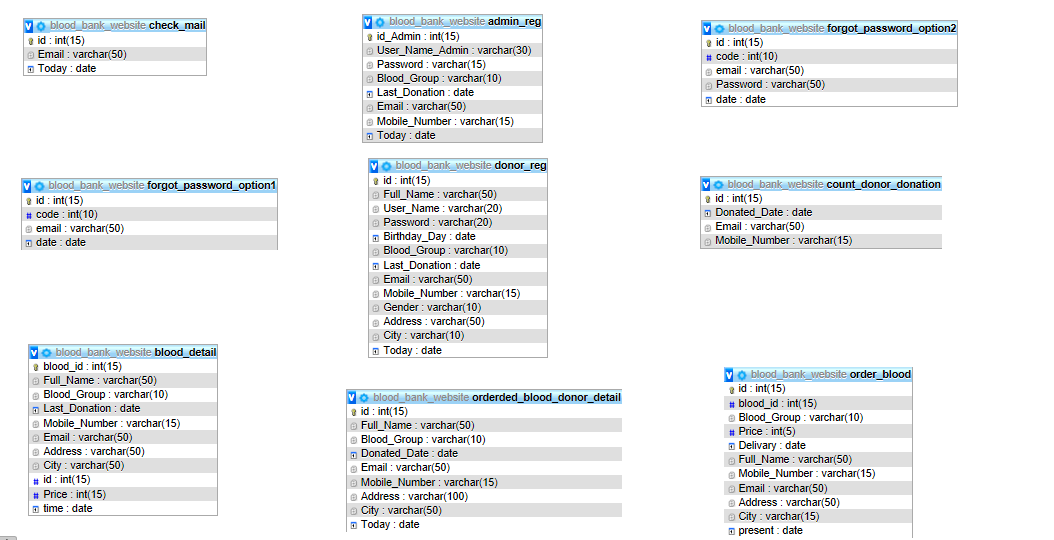 blood_bank_website check_mail
id : int(15)
Email : varchar(50)
Today : date
blood_bank_website admin_reg
id_Admin : int(15)
User_Name_Admin : varchar(30)
Password : varchar(15)
Blood_Group : varchar(10)
Last_Donation : date
Email : varchar(50)
Mobile_Number : varchar(15)
Today : date
blood_bank_website forgot_password_option2
id : int(15)
code : int(10)
email : varchar(50)
Password : varchar(50)
date : date
blood_bank_website forgot_password_option1
id : int(15)
code : int(10)
email : varchar(50)
date : date
blood_bank_website donor_reg
id : int(15)
Full_Name : varchar(50)
User_Name : varchar(20)
Password : varchar(20)
Birthday_Day : date
Blood_Group : varchar(10)
Last_Donation : date
Email : varchar(50)
Mobile_Number : varchar(15)
Gender : varchar(10)
Address : varchar(50)
City : varchar(10)
Today : date
blood_bank_website count_donor_donation
id : int(15)
Donated_Date : date
Email : varchar(50)
Mobile_Number : varchar(15)
blood_bank_website blood_detail
blood_id : int(15)
Full_Name : varchar(50)
Blood_Group : varchar(10)
Last_Donation : date
Mobile_Number : varchar(15)
Email : varchar(50)
Address : varchar(50)
City : varchar(50)
id : int(15)
Price : int(15)
time : date
blood_bank_website orderded_blood_donor_detail
id : int(15)
Full_Name : varchar(50)
Blood_Group : varchar(10)
Donated_Date : date
Email : varchar(50)
Mobile_Number : varchar(15)
Address : varchar(100)
City : varchar(50)
Today : date
blood_bank_website order_blood
id : int(15)
blood_id : int(15)
Blood_Group : varchar(10)
Price : int(5)
Delivary : date
Full_Name : varchar(50)
Mobile_Number : varchar(15)
Email : varchar(50)
Address : varchar(50)
City : varchar(15)
present : date